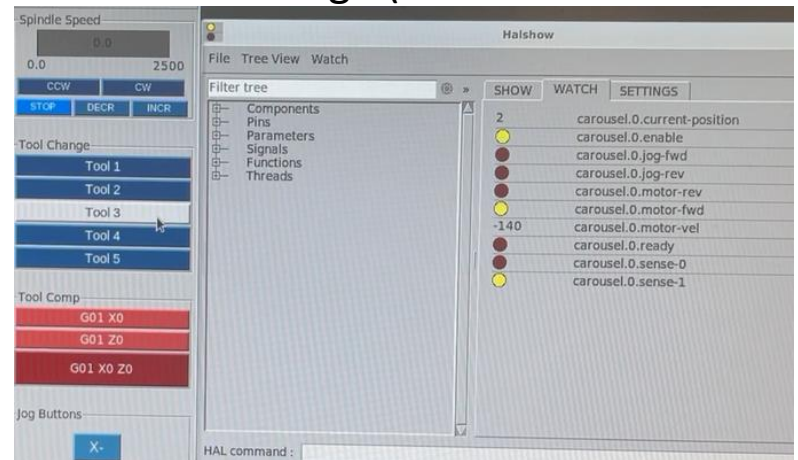 Spindle Speed
0.0
0.0 2500
CCW CW
STOP DECR INCR
Tool Change
Tool 1
Tool 2
Tool 3
Tool 4
Tool 5
Tool Comp
G01 X0
G01 Z0
G01 X0 Z0
Jog Buttons
X-
Halshow
File Tree View Watch
Filter tree »
Components
Pins
Parameters
Signals
Functions
Threads
SHOW WATCH SETTINGS
2 carousel.0.current-position
carousel.0.enable
carousel.0.jog-fwd
carousel.0.jog-rev
carousel.0.motor-rev
carousel.0.motor-fwd
-140 carousel.0.motor-vel
carousel.0.ready
carousel.0.sense-0
carousel.0.sense-1
HAL command :